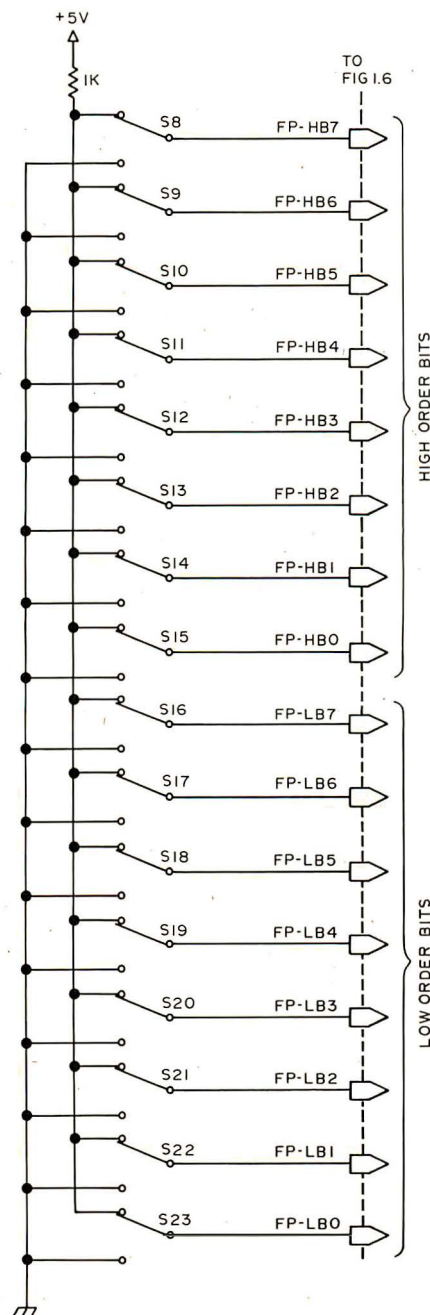 +5V
1K
TO
FIG 1.6
S8 FP-HB7
S9 FP-HB6
S10 FP-HB5
S11 FP-HB4
S12 FP-HB3
S13 FP-HB2
S14 FP-HB1
S15 FP-HB0
HIGH ORDER BITS
S16 FP-LB7
S17 FP-LB6
S18 FP-LB5
S19 FP-LB4
S20 FP-LB3
S21 FP-LB2
S22 FP-LB1
S23 FP-LB0
LOW ORDER BITS